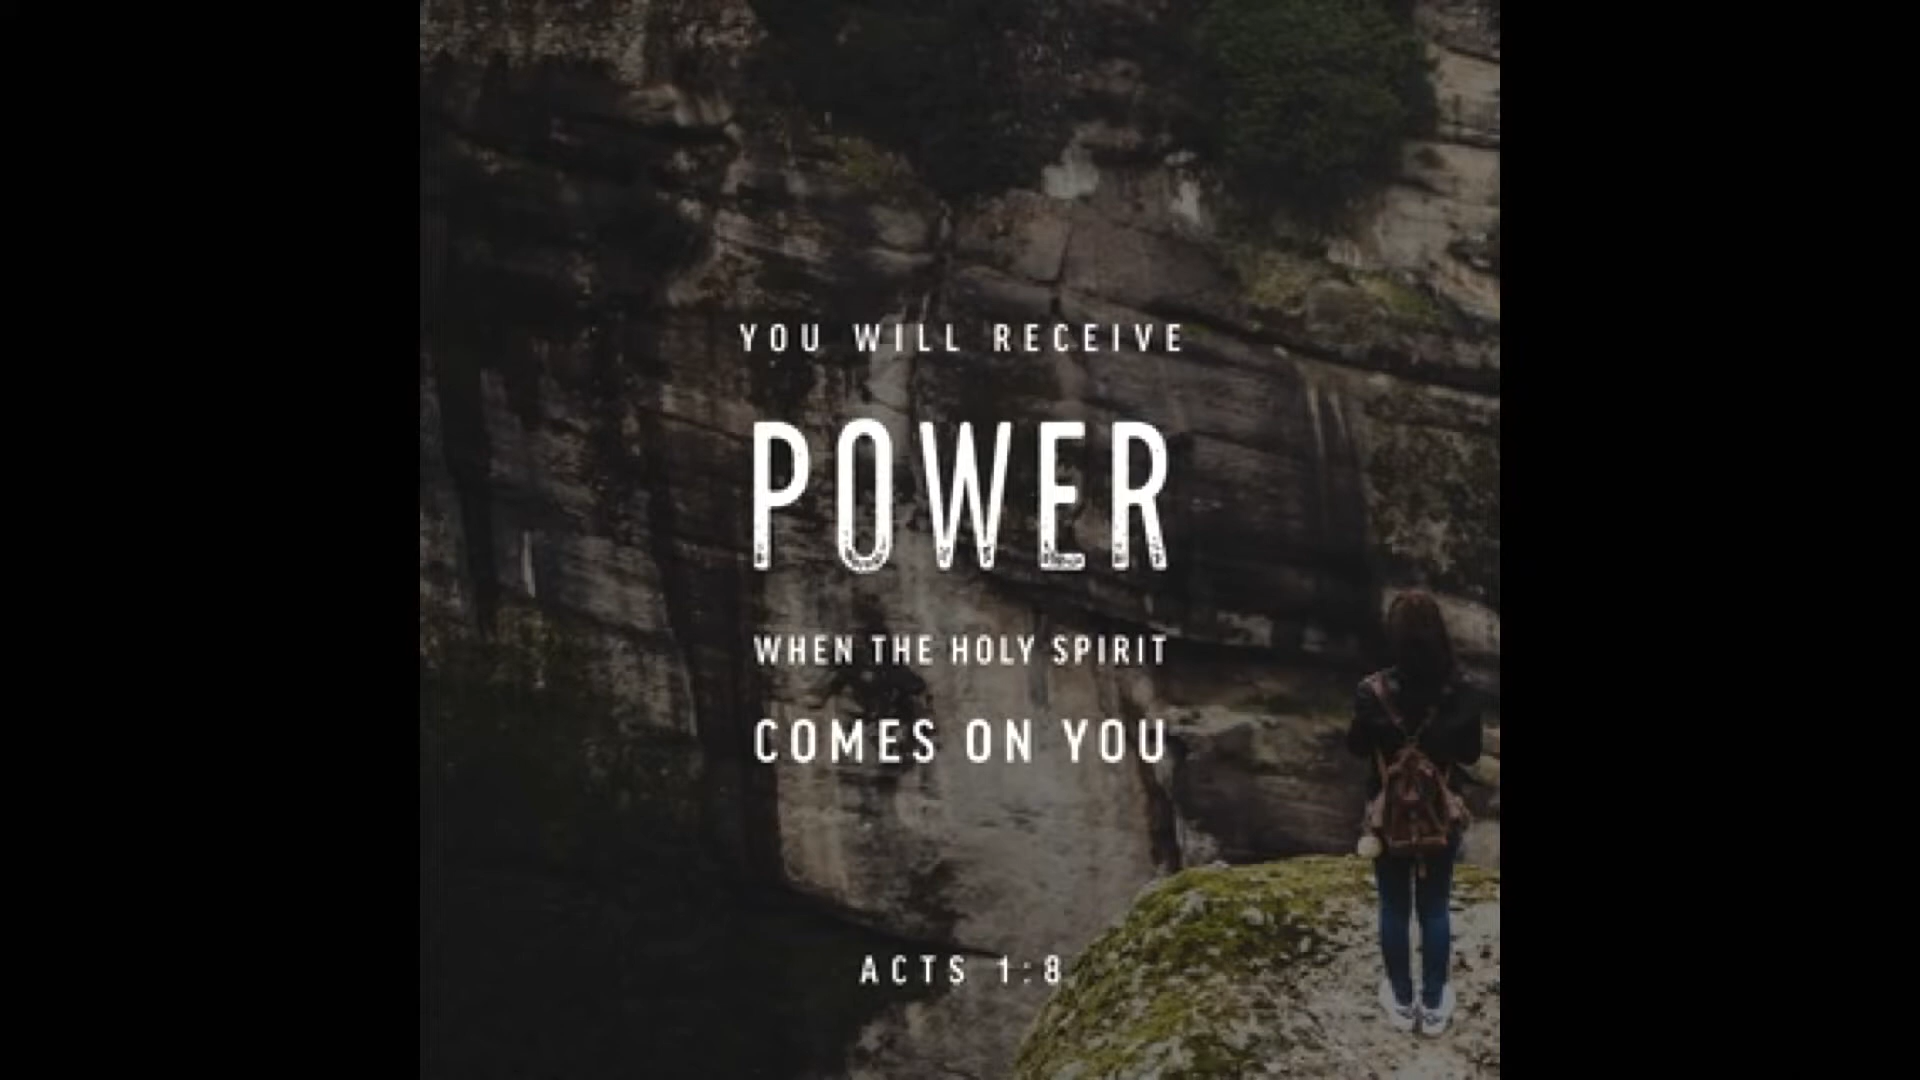 YOU WILL RECEIVE
POWER
WHEN THE HOLY SPIRIT
COMES ON YOU
ACTS 1:8